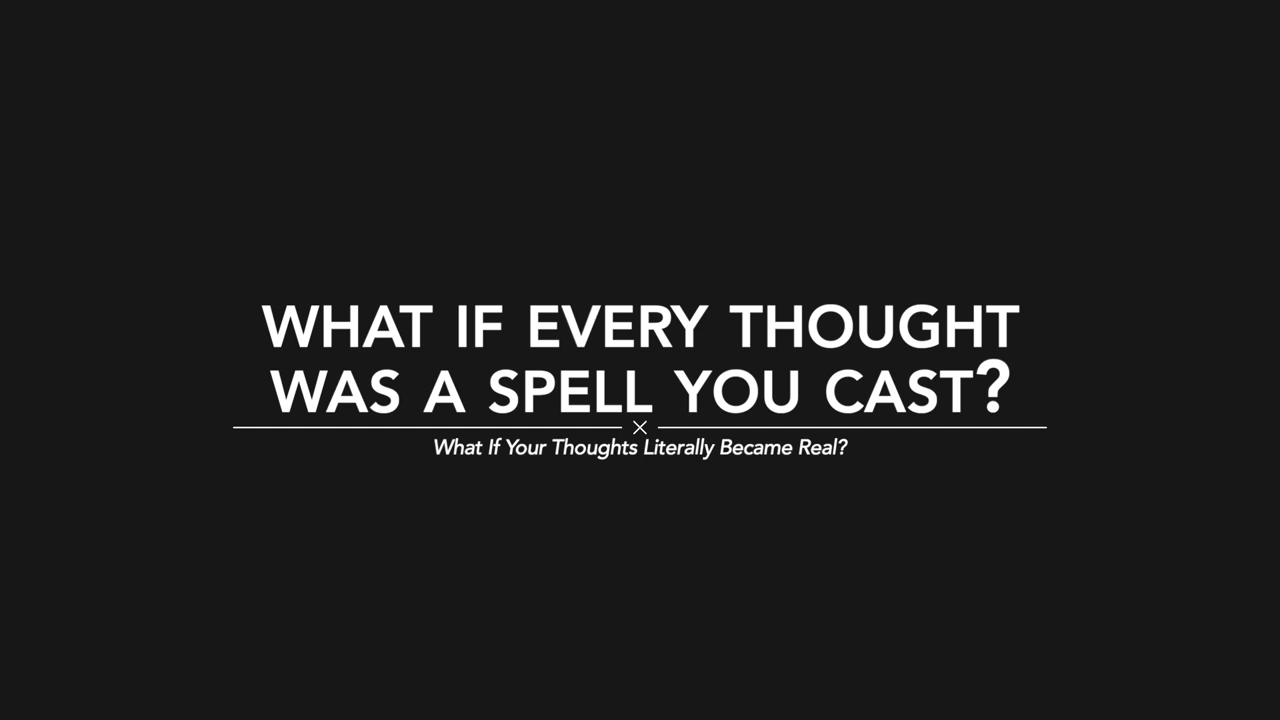 WHAT IF EVERY THOUGHT
WAS A SPELL YOU CAST?
What If Your Thoughts Literally Became Real?